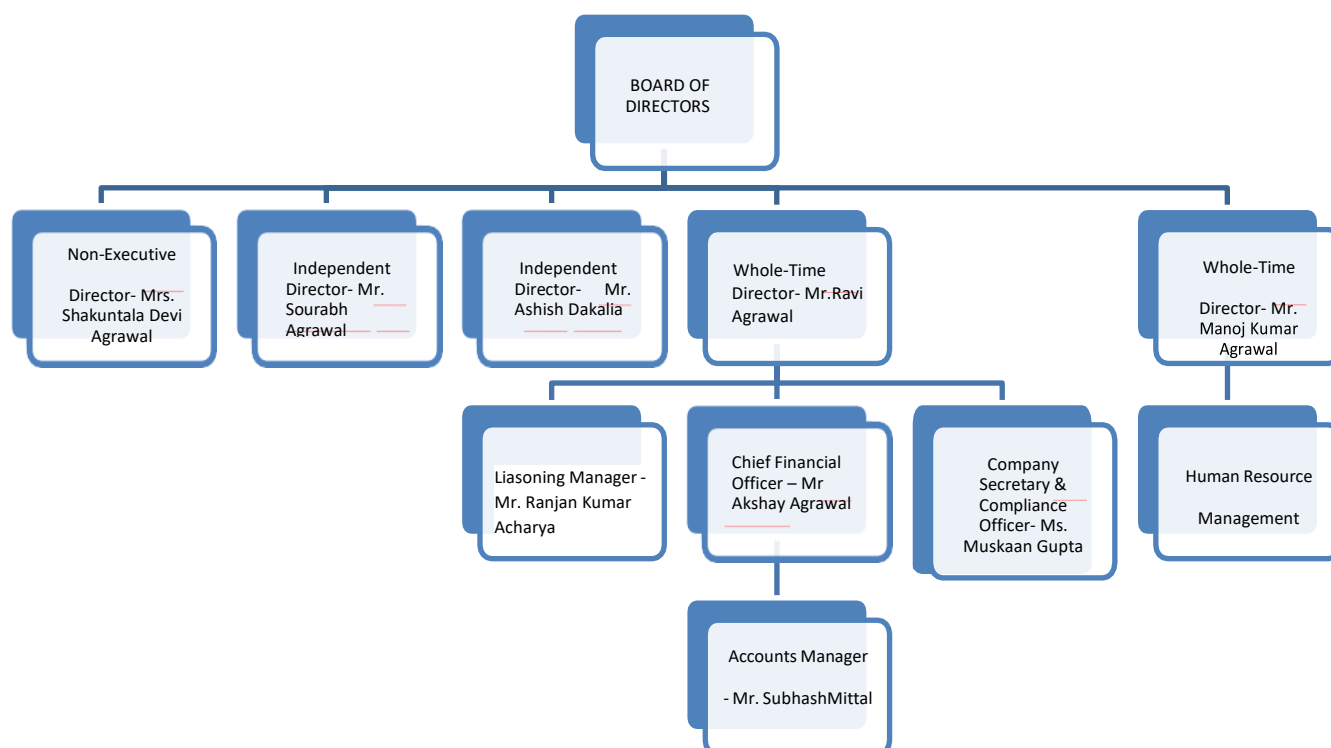 BOARD OF
DIRECTORS
Non-Executive
Director- Mrs.
Shakuntala Devi
Agrawal
Independent
Director- Mr.
Sourabh
Agrawal
Independent
Director- Mr.
Ashish Dakalia
Whole-Time
Director- Mr.Ravi
Agrawal
Whole-Time
Director- Mr.
Manoj Kumar
Agrawal
Liasoning Manager -
Mr. Ranjan Kumar
Acharya
Chief Financial
Officer – Mr
Akshay Agrawal
Company
Secretary &
Compliance
Officer- Ms.
Muskaan Gupta
Human Resource
Management
Accounts Manager
- Mr. SubhashMittal